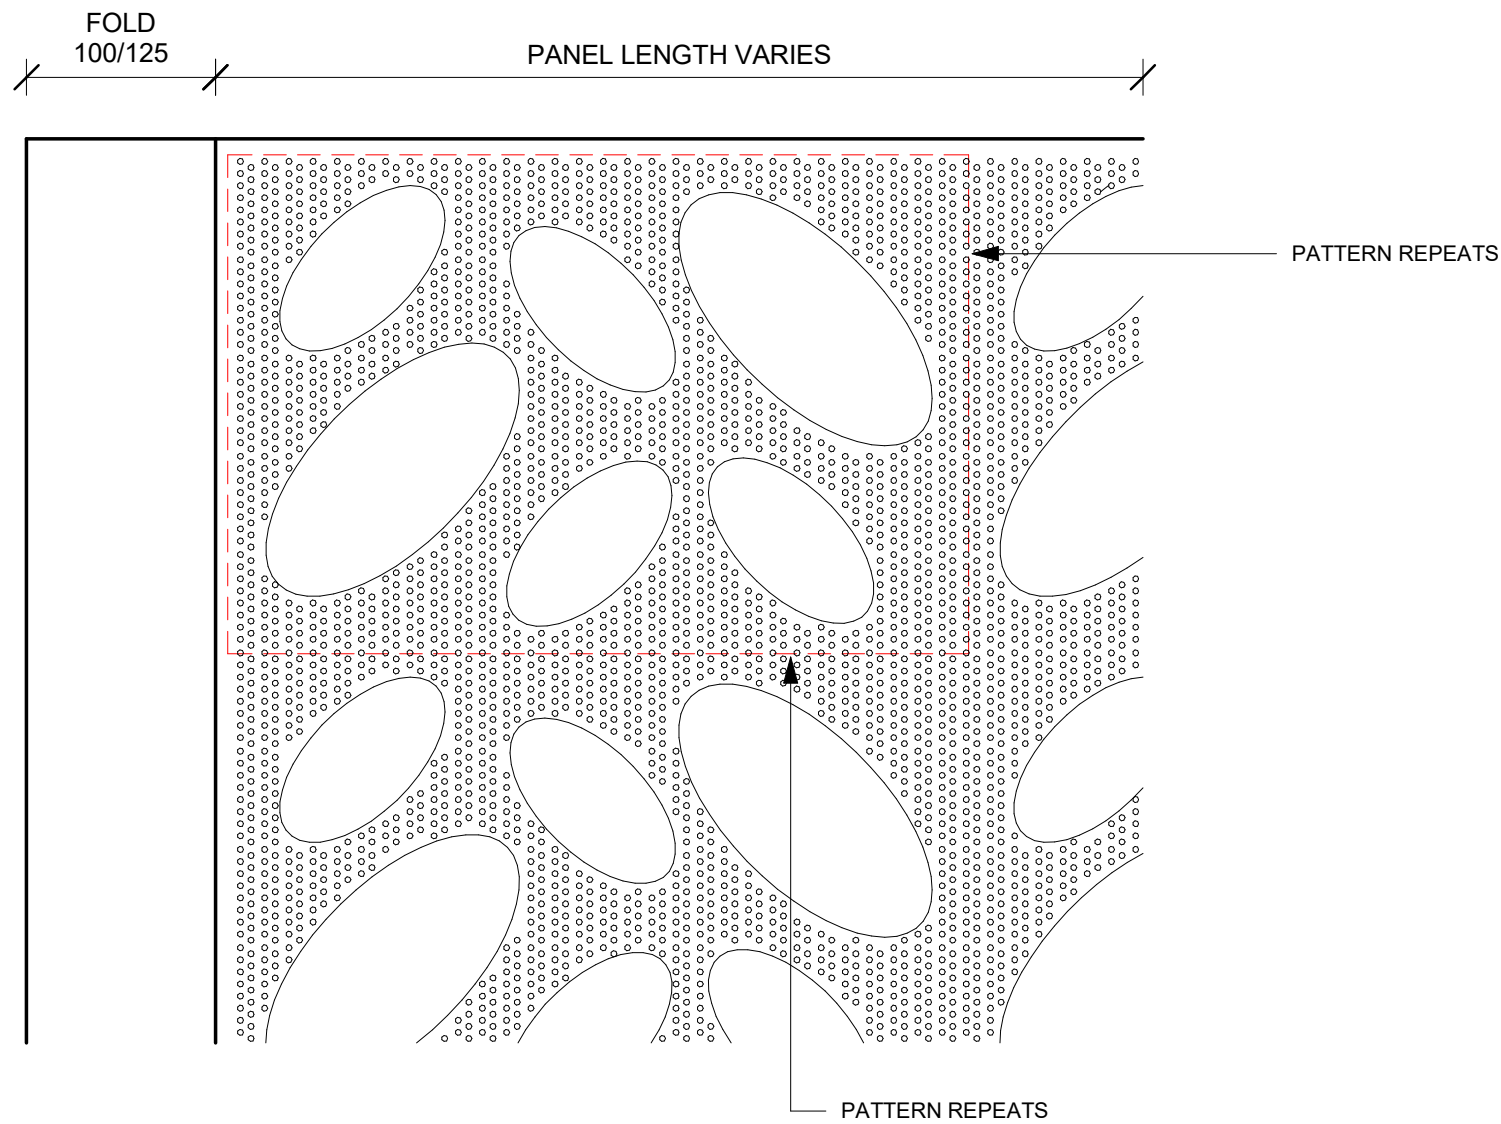 FOLD
100/125
PANEL LENGTH VARIES
PATTERN REPEATS
PATTERN REPEATS